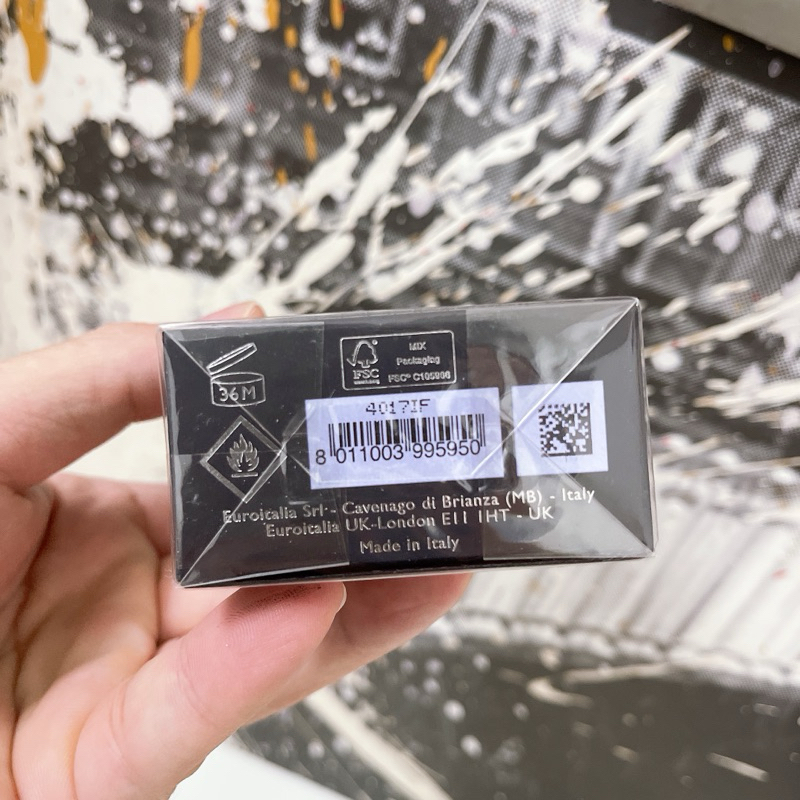 36M
FSC
MIX
Packaging
FSC® C105996
4017IF
8 011003 995950
Euroitalia Srl - Cavenago di Brianza (MB) - Italy
Euroitalia UK-London E11 1HT - UK
Made in Italy